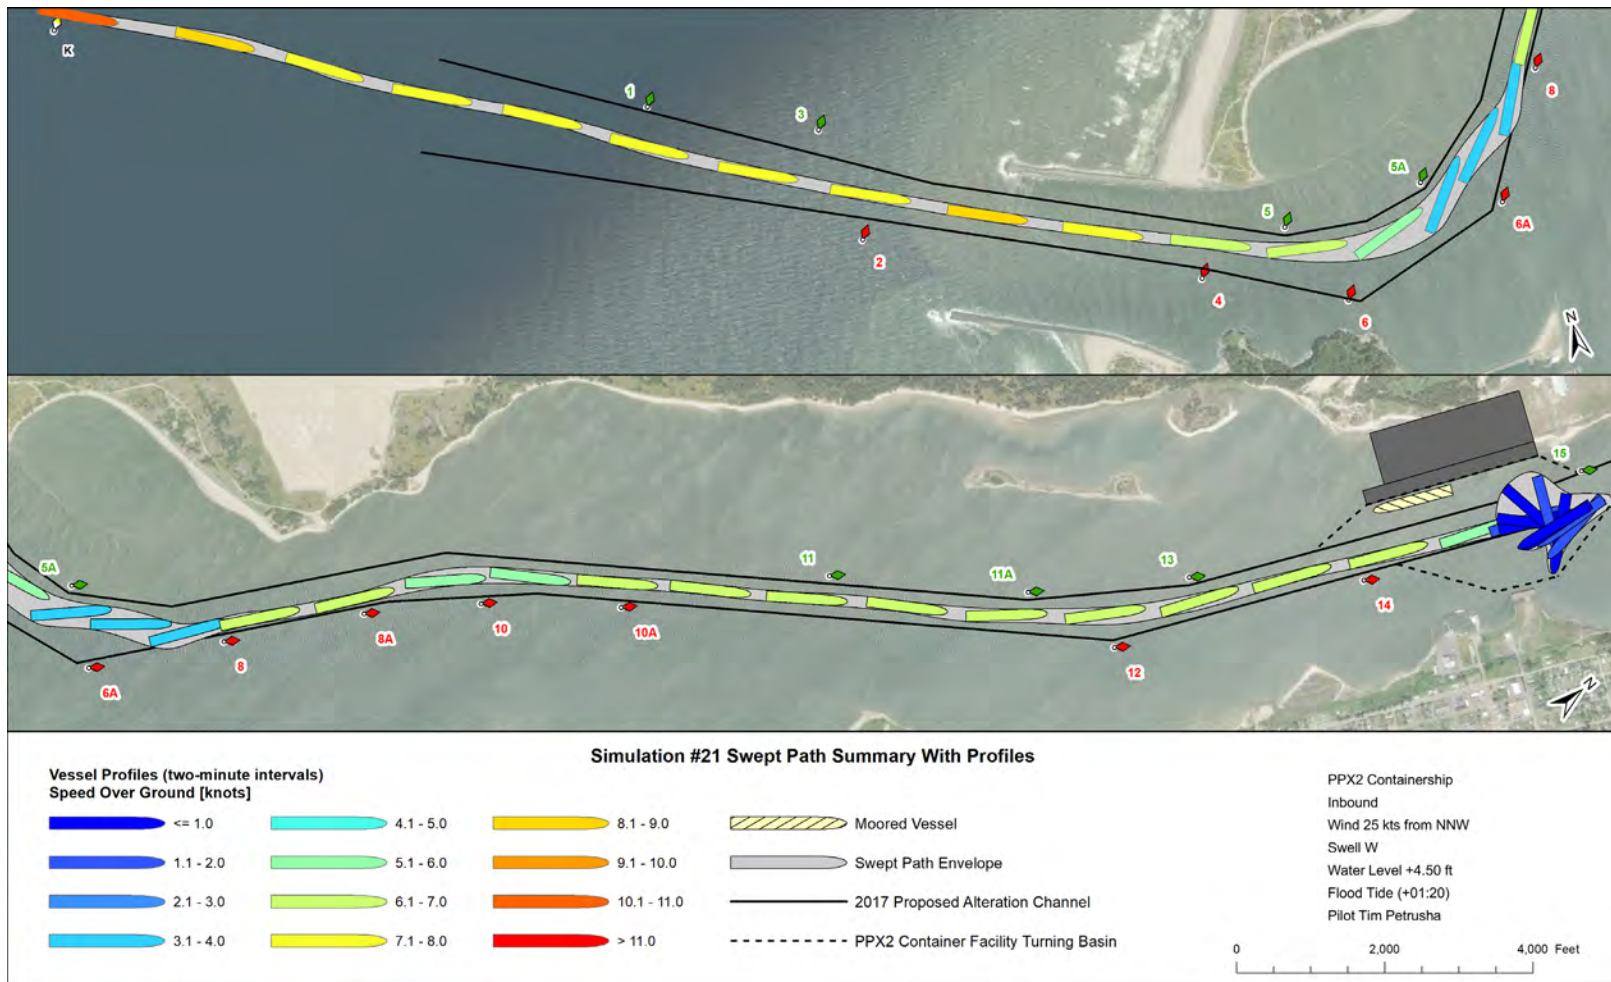 K
1
3
2
4
5
6
5A
6A
8
N
5A
6A
8
8A
10
10A
11
11A
12
13
14
15
N
Simulation #21 Swept Path Summary With Profiles
Vessel Profiles (two-minute intervals)
Speed Over Ground [knots]
<= 1.0
1.1 - 2.0
2.1 - 3.0
3.1 - 4.0
4.1 - 5.0
5.1 - 6.0
6.1 - 7.0
7.1 - 8.0
8.1 - 9.0
9.1 - 10.0
10.1 - 11.0
> 11.0
Moored Vessel
Swept Path Envelope
2017 Proposed Alteration Channel
PPX2 Container Facility Turning Basin
PPX2 Containership
Inbound
Wind 25 kts from NNW
Swell W
Water Level +4.50 ft
Flood Tide (+01:20)
Pilot Tim Petrusha
0 2,000 4,000 Feet